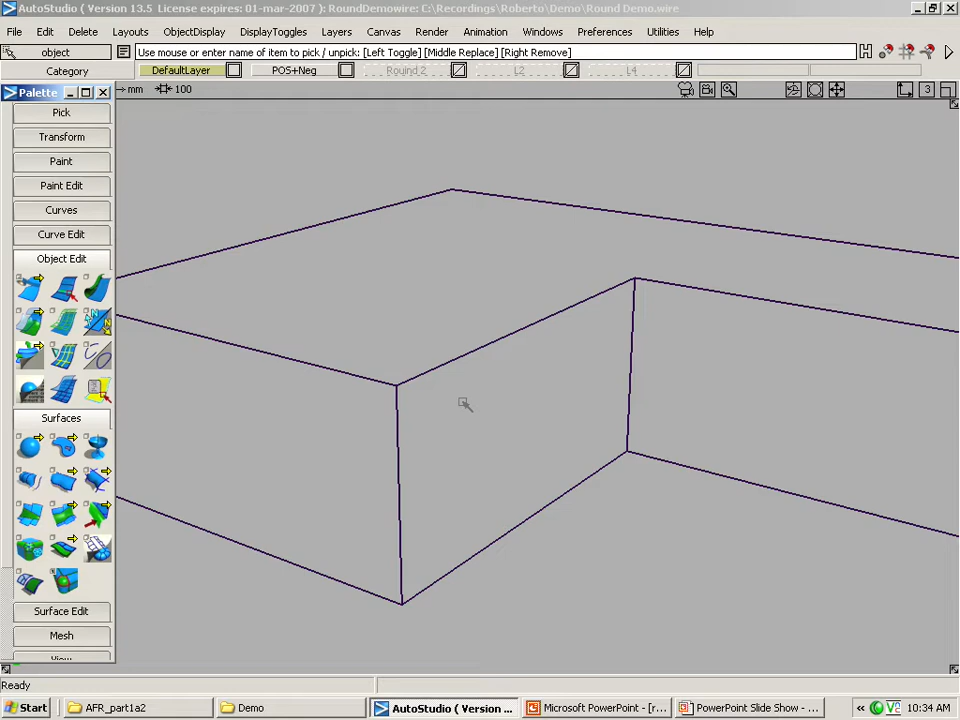 AutoStudio ( Version 13.5 License expires: 01-mar-2007 ): RoundDemowire: C:\Recordings\Roberto\Demo\Round Demo.wire
File Edit Delete Layouts ObjectDisplay DisplayToggles Layers Canvas Render Animation Windows Preferences Utilities Help
object Use mouse or enter name of item to pick / unpick: [Left Toggle] [Middle Replace] [Right Remove]
Category DefaultLayer POS+Neg Round 2 L2 L4
Palette mm 100 3
Pick
Transform
Paint
Paint Edit
Curves
Curve Edit
Object Edit
Surfaces
Surface Edit
Mesh
View
Ready
Start AFR_part1a2 Demo AutoStudio ( Version ... Microsoft PowerPoint - [r... PowerPoint Slide Show - ... « V2 10:34 AM